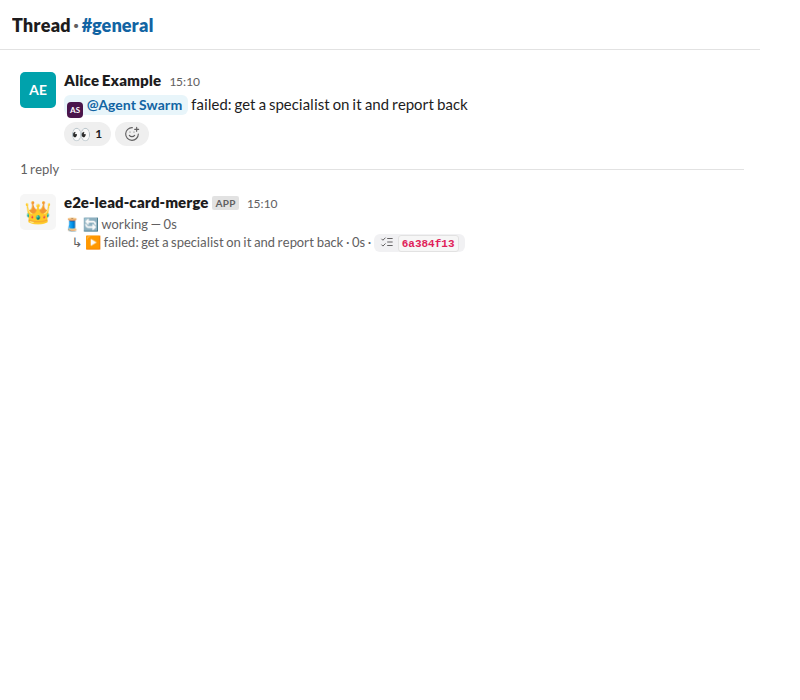 Thread • #general
AE
Alice Example 15:10
AS @Agent Swarm failed: get a specialist on it and report back
1
1 reply
e2e-lead-card-merge APP 15:10
working — 0s
↳ failed: get a specialist on it and report back · 0s · 6a384f13